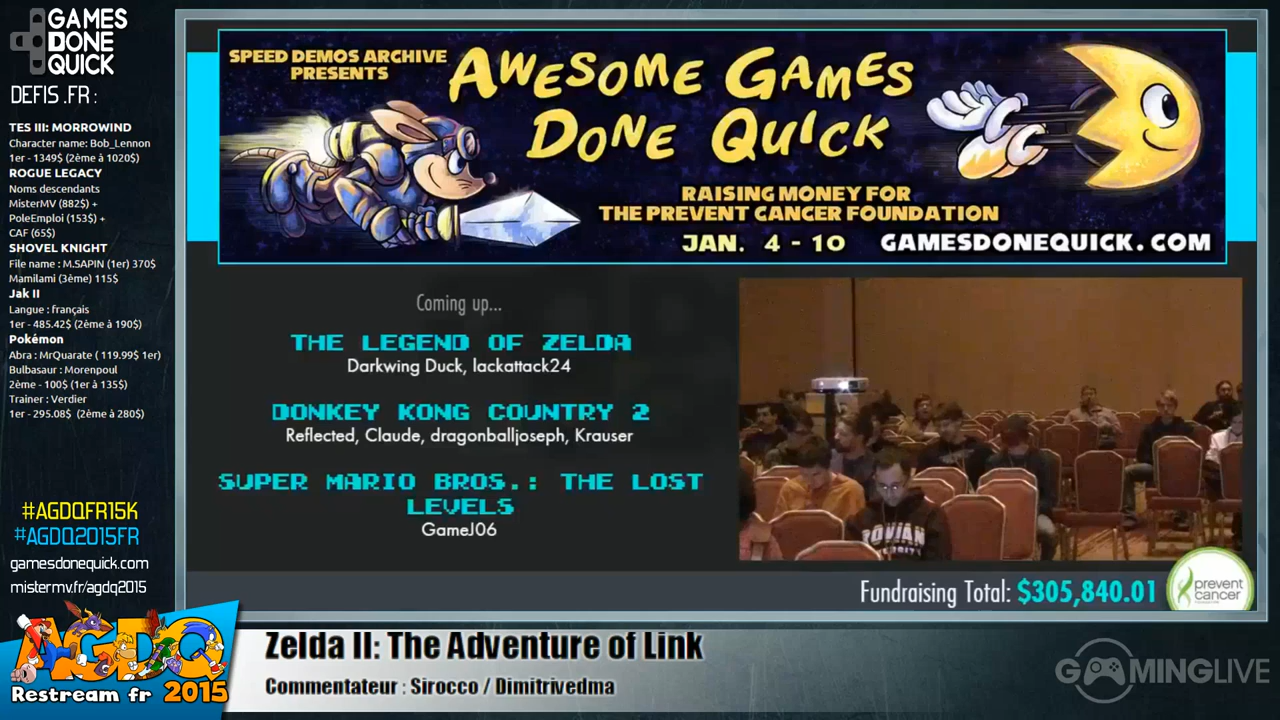 GAMES
DONE
QUICK
DEFIS .FR :
TES III: MORROWIND
Character name: Bob_Lennon
1er - 1349$ (2ème à 1020$)
ROGUE LEGACY
Noms descendants
MisterMV (882$) +
PoleEmploi (153$) +
CAF (65$)
SHOVEL KNIGHT
File name : M.SAPIN (1er) 370$
Mamilami (3ème) 115$
Jak II
Langue : français
1er - 485.42$ (2ème à 190$)
Pokémon
Abra : MrQuarate ( 119.99$ 1er)
Bulbasaur : Morenpoul
2ème - 100$ (1er à 135$)
Trainer : Verdier
1er - 295.08$ (2ème à 280$)
#AGDQFR15K
#AGDQ2015FR
gamesdonequick.com
mistermv.fr/agdq2015
AGDQ
Restream fr 2015
SPEED DEMOS ARCHIVE
PRESENTS
AWESOME GAMES
DONE QUICK
RAISING MONEY FOR
THE PREVENT CANCER FOUNDATION
JAN. 4 - 10 GAMESDONEQUICK.COM
Coming up...
THE LEGEND OF ZELDA
Darkwing Duck, lackattack24
DONKEY KONG COUNTRY 2
Reflected, Claude, dragonballjoseph, Krauser
SUPER MARIO BROS.: THE LOST
LEVELS
GameJ06
Fundraising Total: $305,840.01
prevent
cancer
Zelda II: The Adventure of Link
Commentateur : Sirocco / Dimitrivedma
GAMINGLIVE